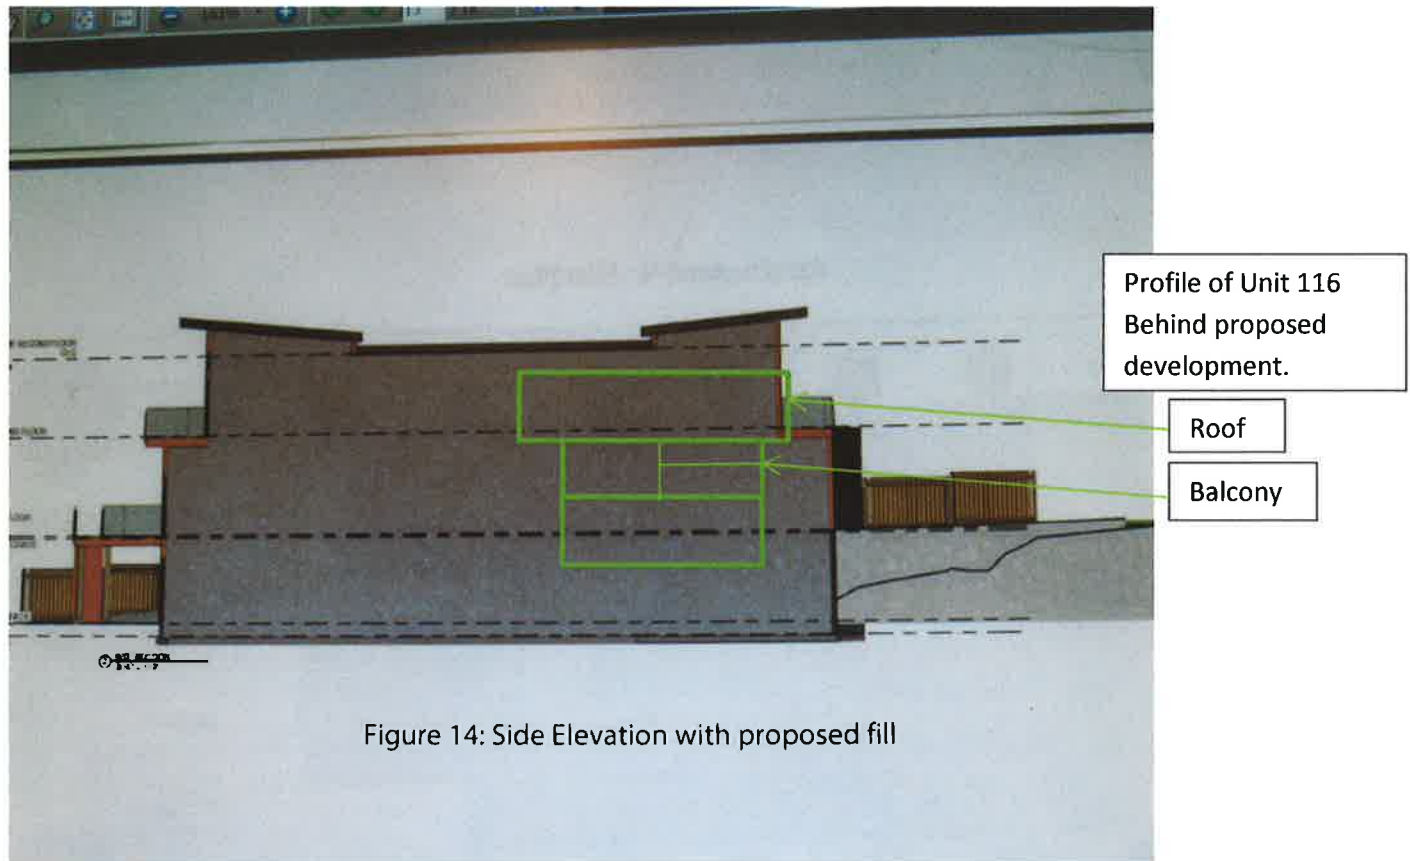 Profile of Unit 116
Behind proposed
development.
Roof
Balcony
Figure 14: Side Elevation with proposed fill